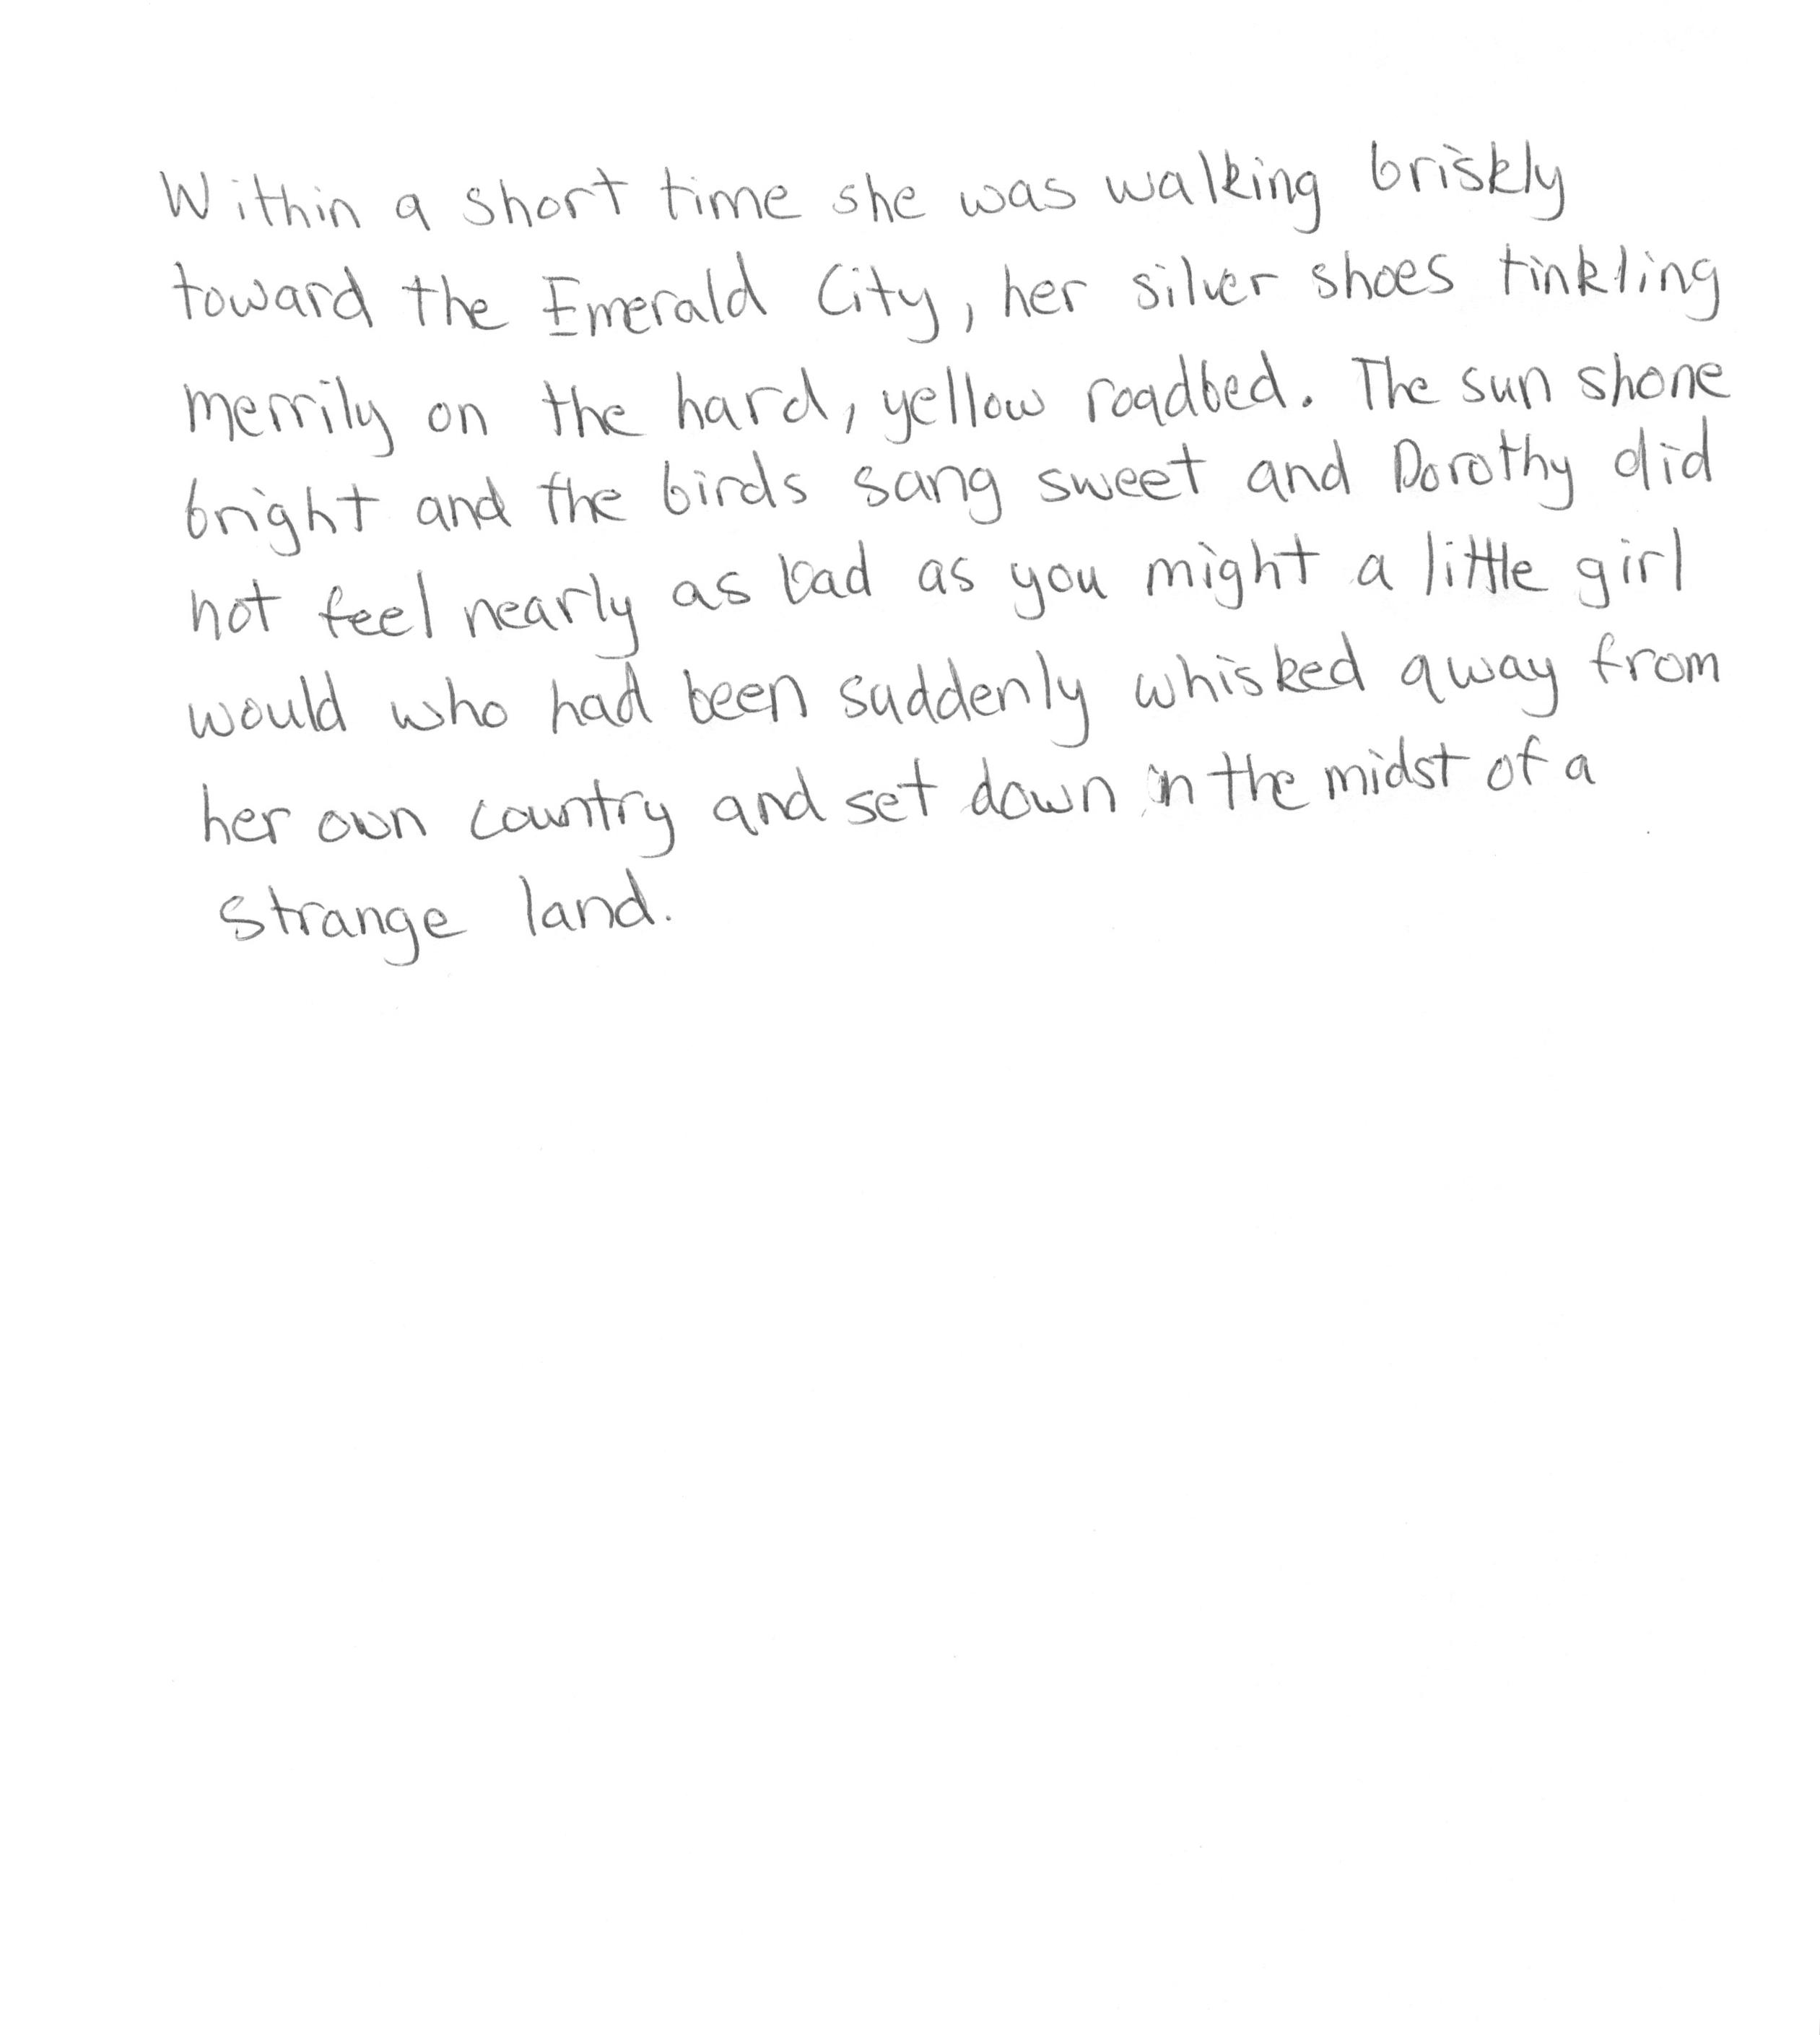 Within a short time she was walking briskly
toward the Emerald City, her silver shoes tinkling
merrily on the hard, yellow roadbed. The sun shone
bright and the birds sang sweet and Dorothy did
not feel nearly as bad as you might a little girl
would who had been suddenly whisked away from
her own country and set down in the midst of a
strange land.